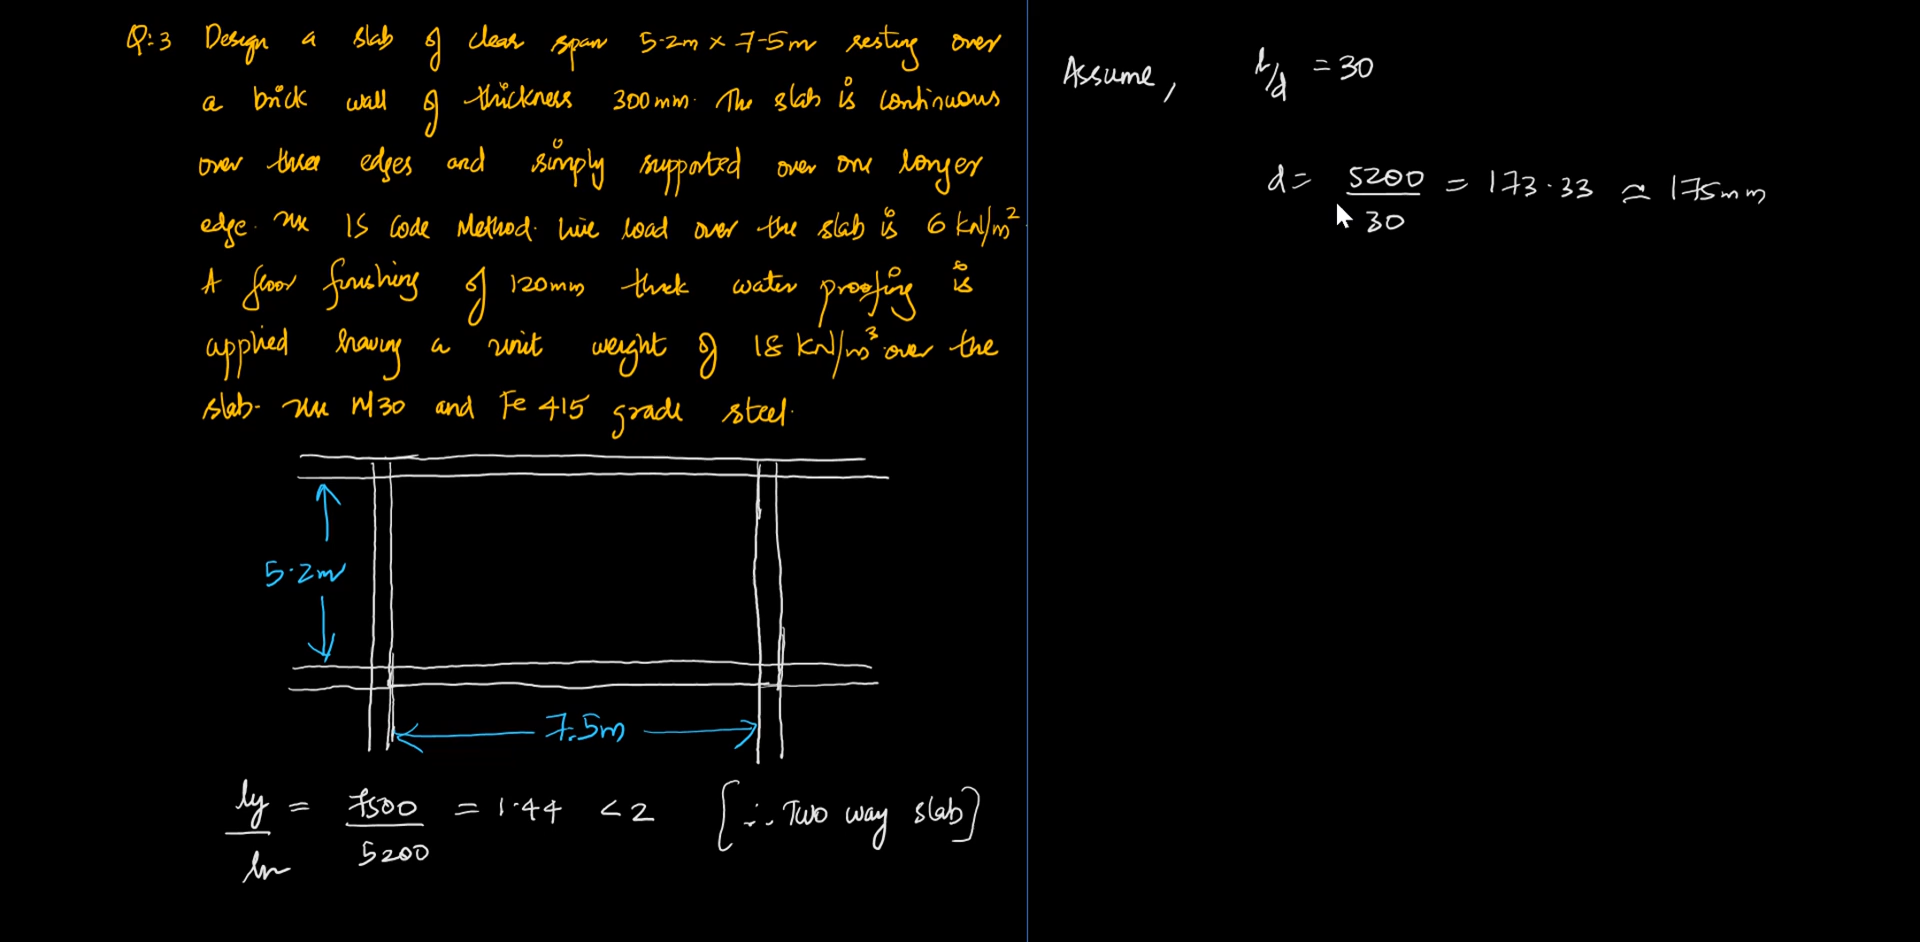 Q:3 Design a slab of clear span 5.2m × 7.5m resting over
a brick wall of thickness 300mm. The slab is continuous
over three edges and simply supported over one longer
edge. Use IS Code Method. Live load over the slab is 6 kN/m²
A floor finishing of 120mm thick water proofing is
applied having a unit weight of 18 kN/m³ over the
slab. Use M30 and Fe 415 grade steel.
5.2m
7.5m
ly/lx = 7500/5200 = 1.44 < 2 [∴ Two way slab]
Assume, l/d = 30
d = 5200/30 = 173.33 ≃ 175mm